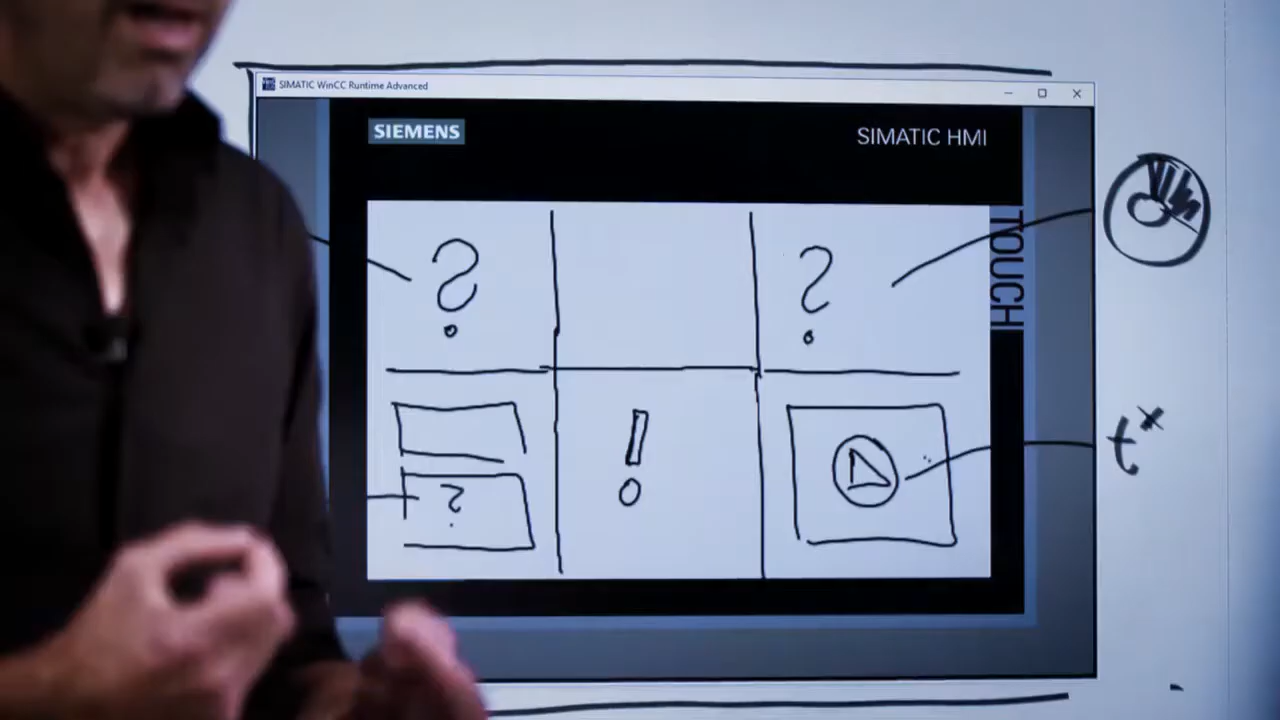 SIMATIC WinCC Runtime Advanced
SIEMENS
SIMATIC HMI
TOUCH
?
?
?
!
t*